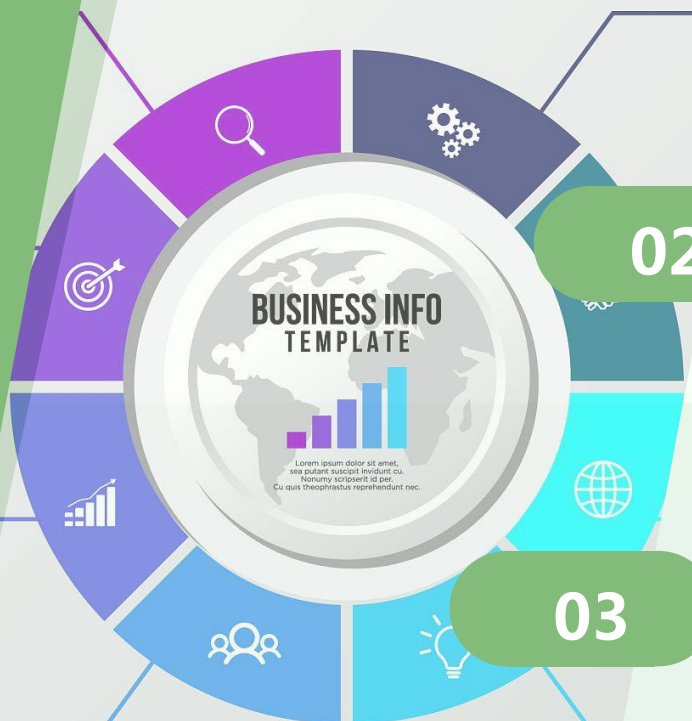 02
BUSINESS INFO
TEMPLATE
Lorem ipsum dolor sit amet,
sea putant suscipit invidunt cu.
Nonumy scripserit id per.
Cu quis theophrastus reprehendunt nec.
03